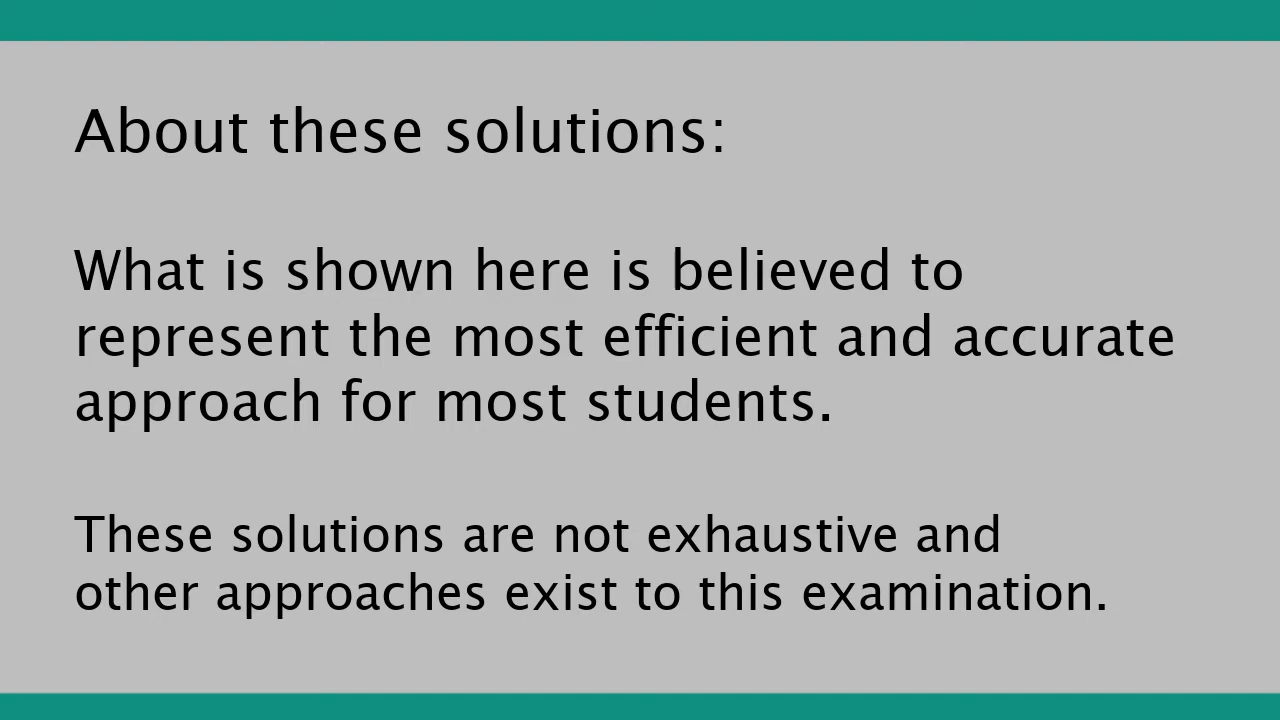 About these solutions:
What is shown here is believed to
represent the most efficient and accurate
approach for most students.
These solutions are not exhaustive and
other approaches exist to this examination.